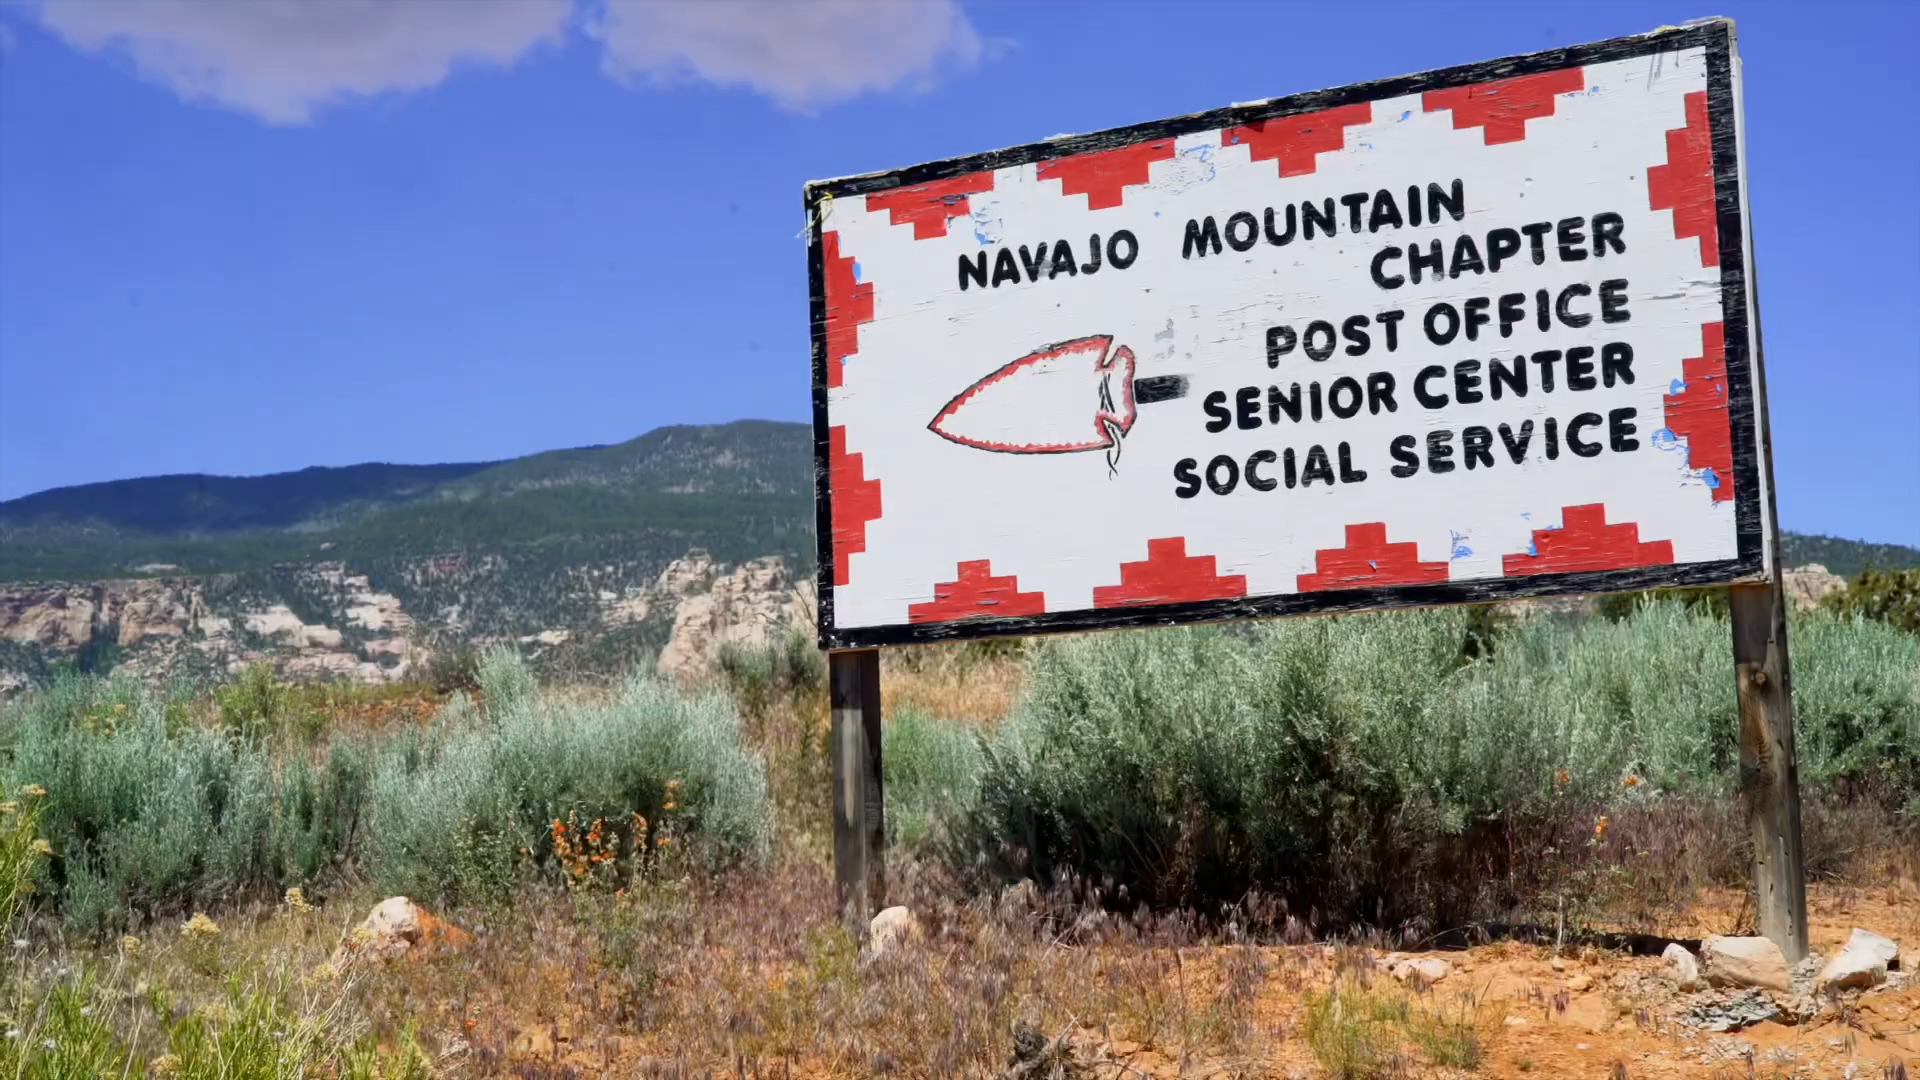 NAVAJO MOUNTAIN
CHAPTER
POST OFFICE
SENIOR CENTER
SOCIAL SERVICE